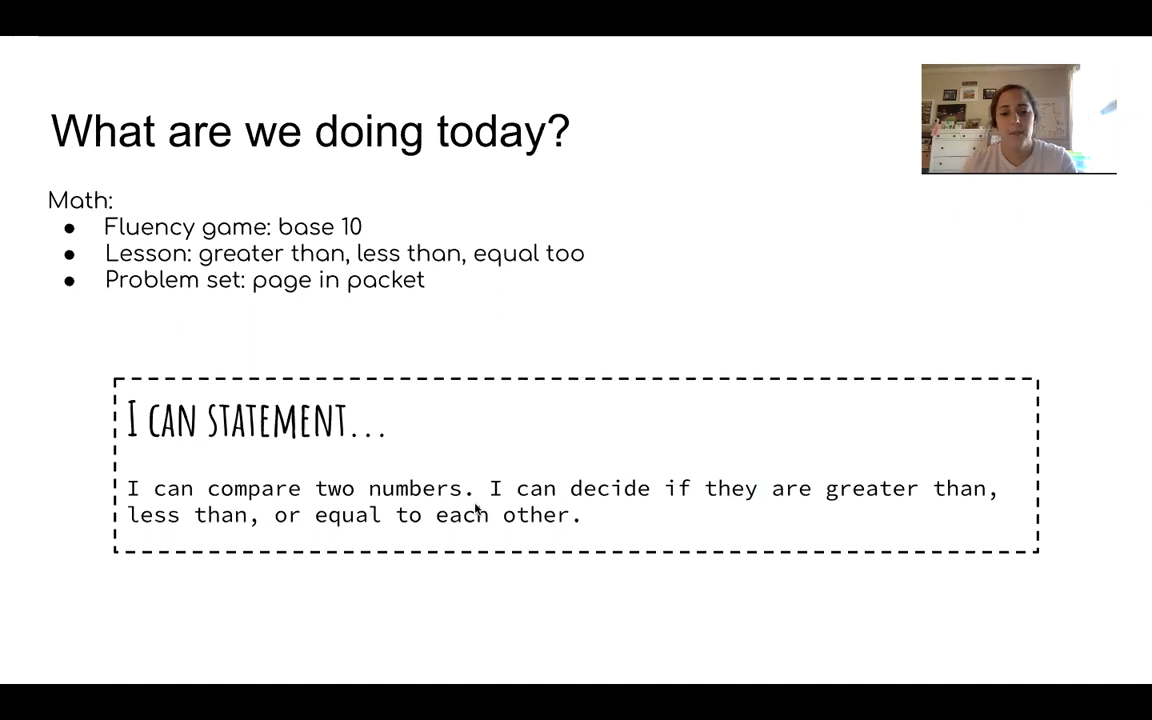 What are we doing today?
Math:
● Fluency game: base 10
● Lesson: greater than, less than, equal too
● Problem set: page in packet
I can statement...
I can compare two numbers. I can decide if they are greater than,
less than, or equal to each other.